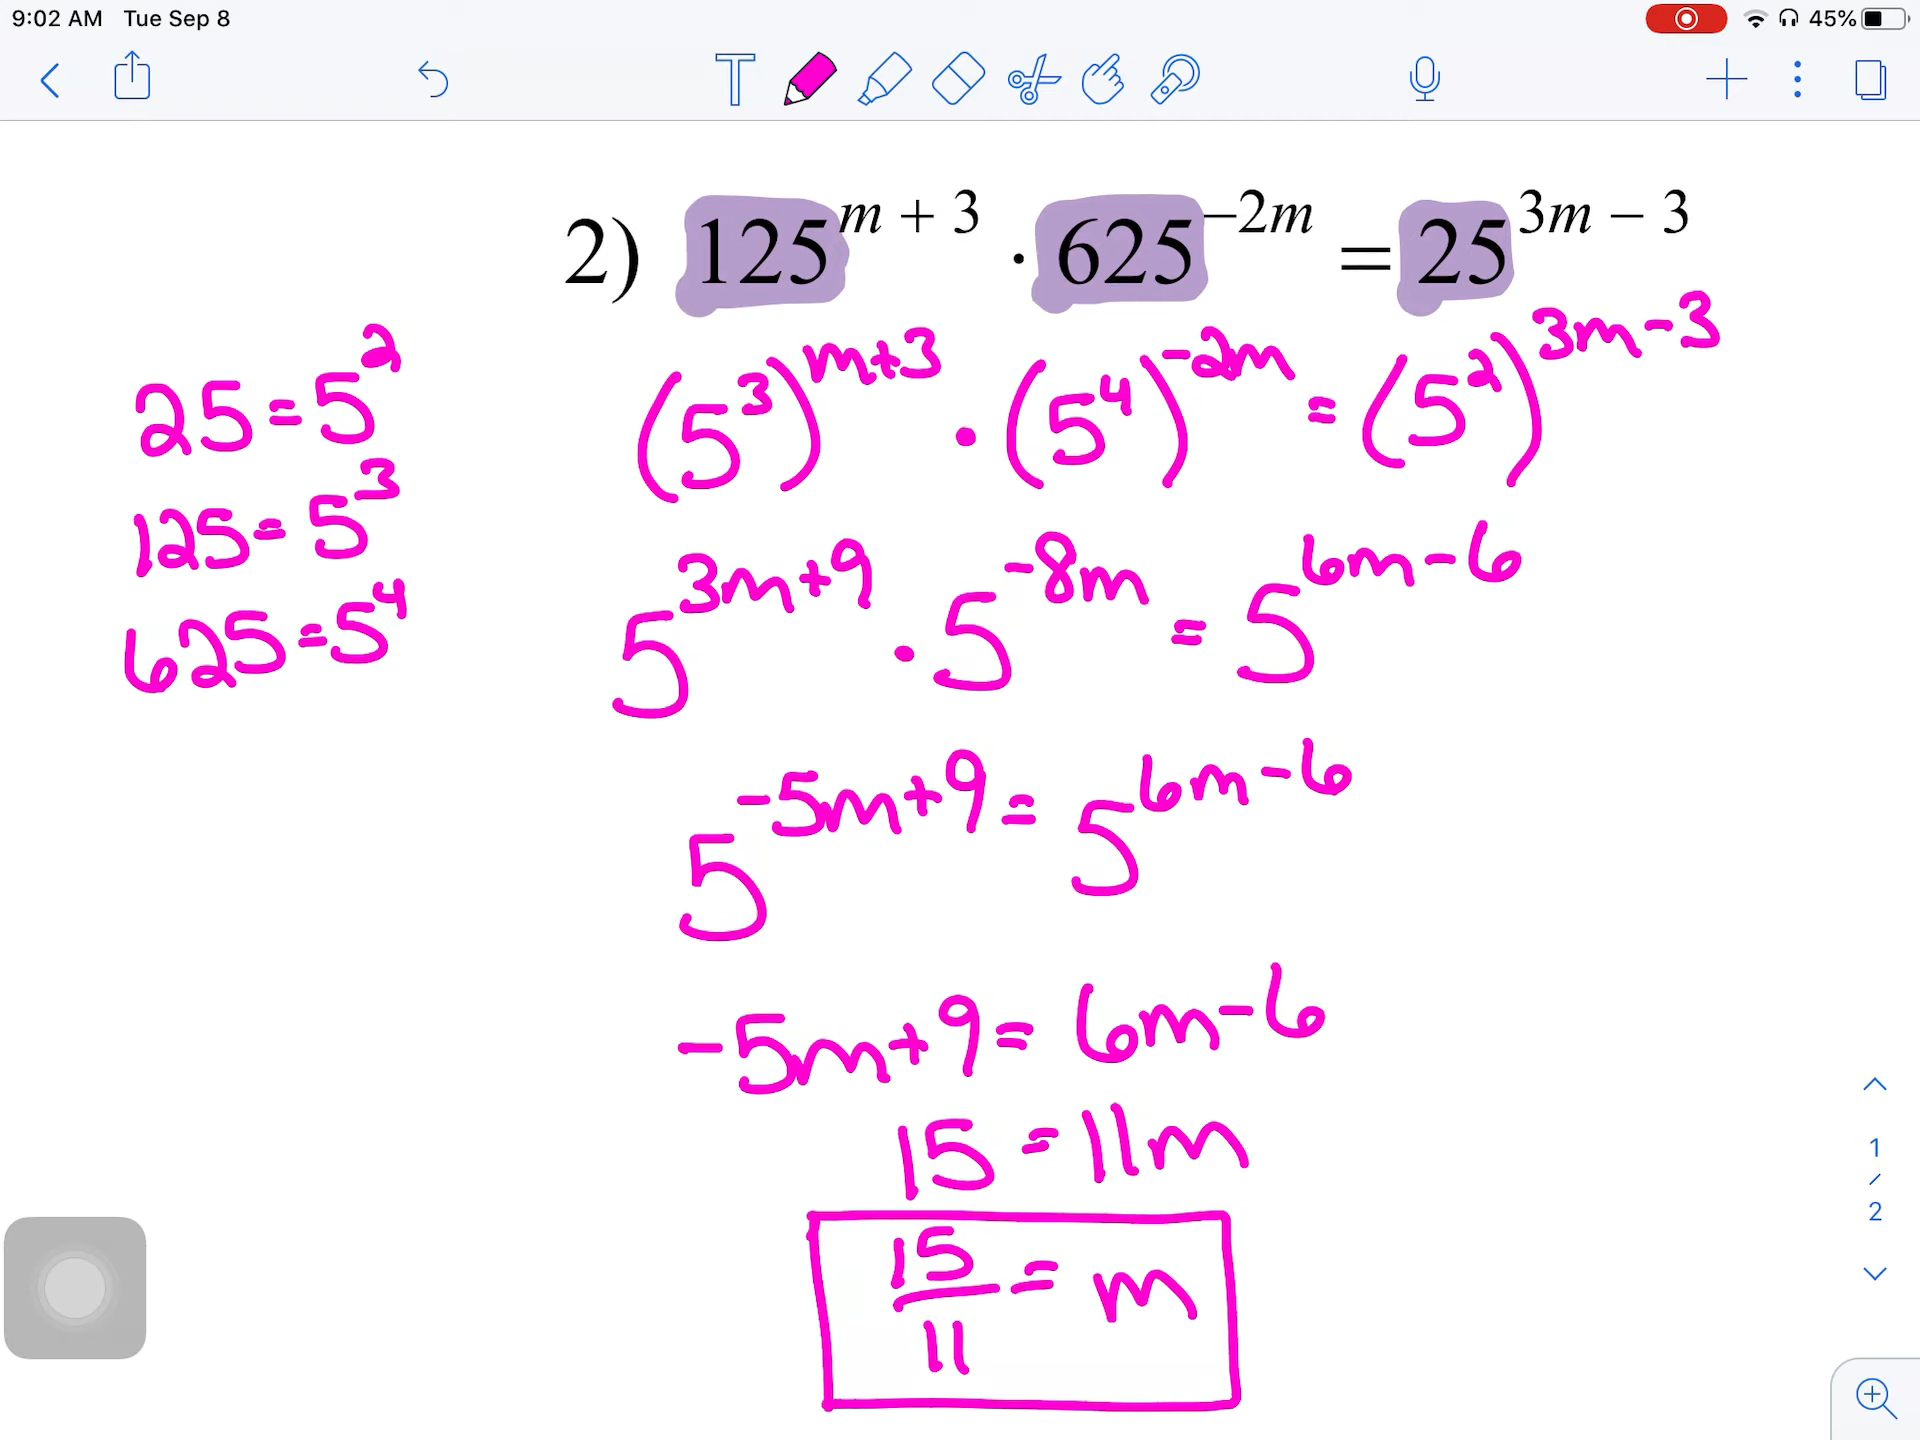 9:02 AM Tue Sep 8
45%
T
2) 125^{m + 3} · 625^{-2m} = 25^{3m - 3}
25=5^2
125=5^3
625=5^4
(5^3)^{m+3} · (5^4)^{-2m} = (5^2)^{3m-3}
5^{3m+9} · 5^{-8m} = 5^{6m-6}
5^{-5m+9} = 5^{6m-6}
-5m+9 = 6m-6
15 = 11m
15/11 = m
1
/
2